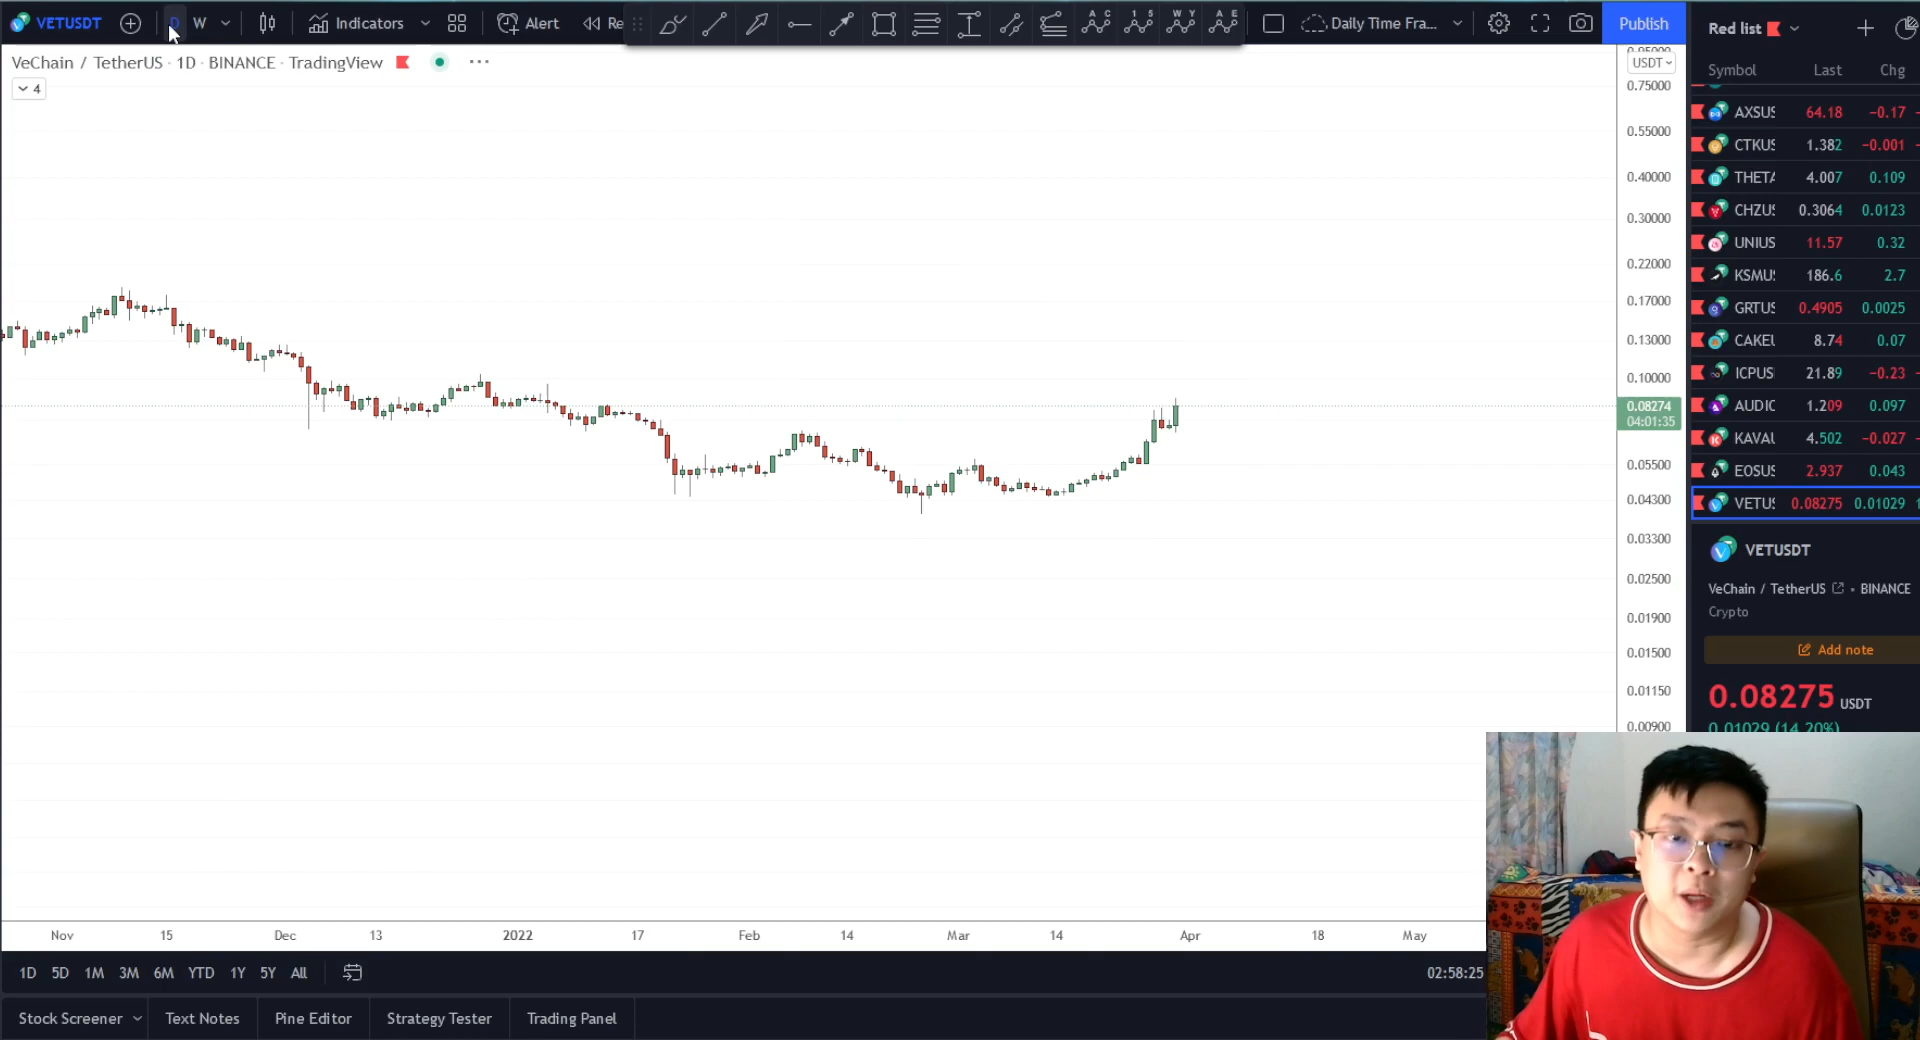 VETUSDT D W Indicators Alert Re Daily Time Fra... Publish
VeChain / TetherUS · 1D · BINANCE · TradingView
4
USDT
0.75000
0.55000
0.40000
0.30000
0.22000
0.17000
0.13000
0.10000
0.08274
04:01:35
0.05500
0.04300
0.03300
0.02500
0.01900
0.01500
0.01150
0.00900
Nov 15 Dec 13 2022 17 Feb 14 Mar 14 Apr 18 May
1D 5D 1M 3M 6M YTD 1Y 5Y All 02:58:25
Stock Screener Text Notes Pine Editor Strategy Tester Trading Panel
Red list
Symbol Last Chg
AXSUS 64.18 −0.17
CTKUS 1.382 −0.001
THETA 4.007 0.109
CHZUS 0.3064 0.0123
UNIUS 11.57 0.32
KSMUS 186.6 2.7
GRTUS 0.4905 0.0025
CAKEU 8.74 0.07
ICPUS 21.89 −0.23
AUDIO 1.209 0.097
KAVAU 4.502 −0.027
EOSUS 2.937 0.043
VETUS 0.08275 0.01029
VETUSDT
VeChain / TetherUS • BINANCE
Crypto
Add note
0.08275 USDT
0.01029 (14.20%)